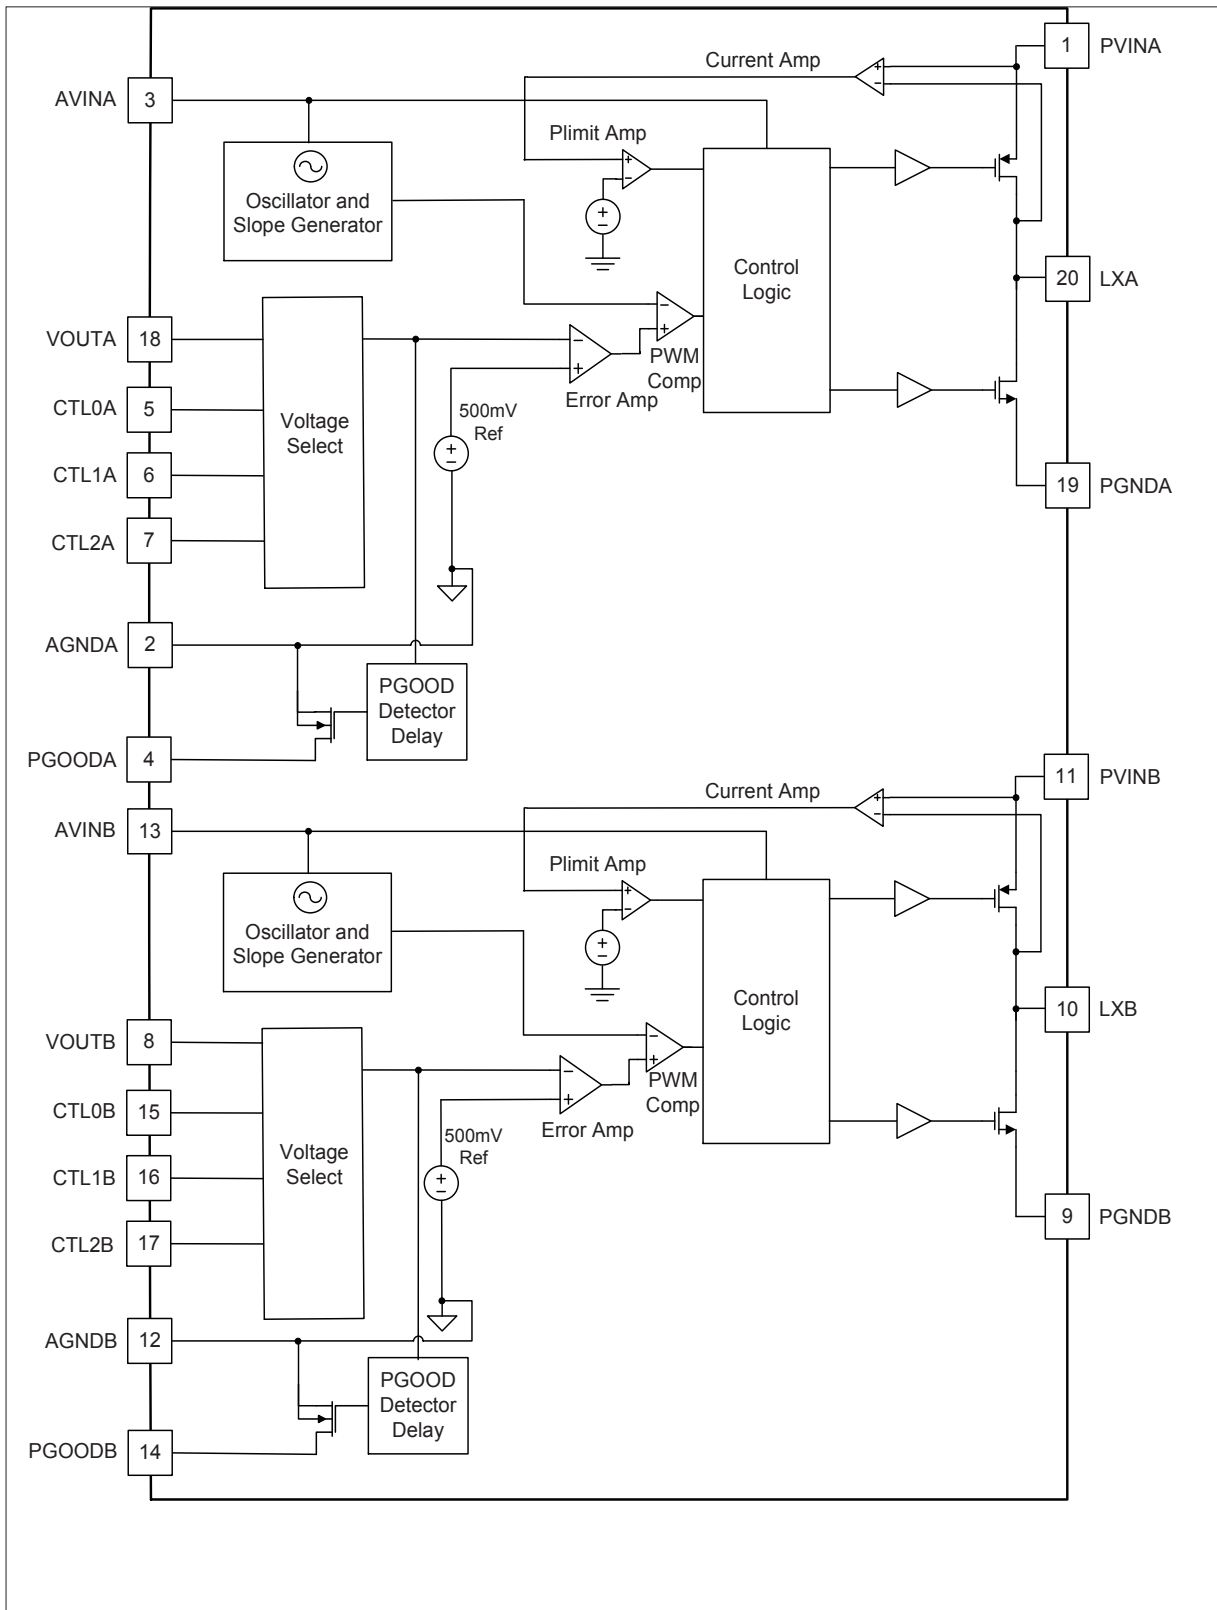 1 PVINA
Current Amp
AVINA 3
Plimit Amp
Oscillator and
Slope Generator
Control
Logic
20 LXA
VOUTA 18
PWM
Comp
Error Amp
CTL0A 5
500mV
Ref
Voltage
Select
CTL1A 6
19 PGNDA
CTL2A 7
AGNDA 2
PGOOD
Detector
Delay
PGOODA 4
11 PVINB
Current Amp
AVINB 13
Plimit Amp
Oscillator and
Slope Generator
Control
Logic
10 LXB
VOUTB 8
PWM
Comp
Error Amp
CTL0B 15
500mV
Ref
Voltage
Select
CTL1B 16
9 PGNDB
CTL2B 17
AGNDB 12
PGOOD
Detector
Delay
PGOODB 14